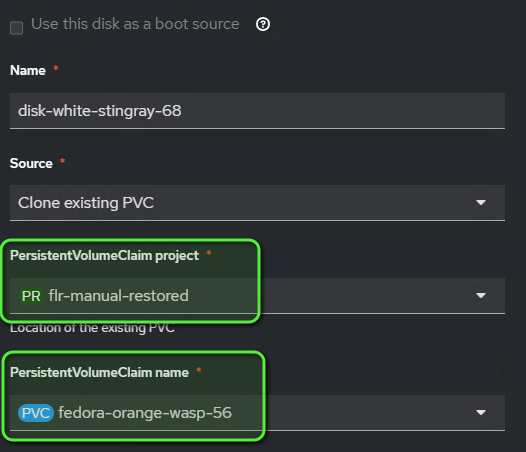 Use this disk as a boot source ?
Name *
disk-white-stingray-68
Source *
Clone existing PVC
PersistentVolumeClaim project *
PR flr-manual-restored
Location of the existing PVC
PersistentVolumeClaim name *
PVC fedora-orange-wasp-56